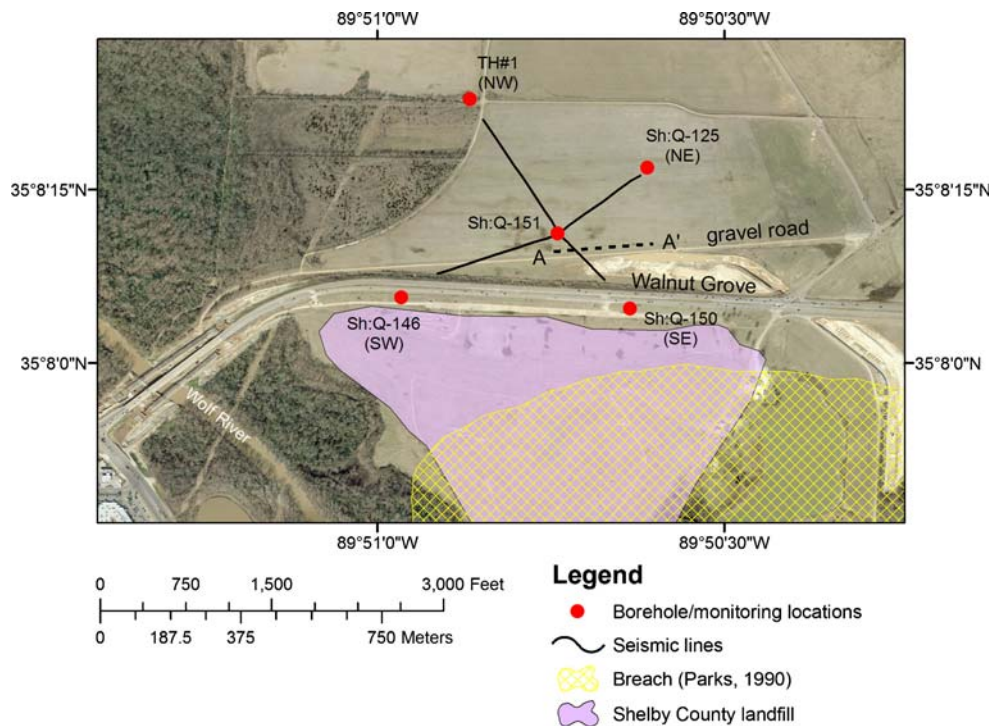 89°51'0"W
89°50'30"W
TH#1
(NW)
Sh:Q-125
(NE)
35°8'15"N
35°8'15"N
Sh:Q-151
A
A'
gravel road
Walnut Grove
Sh:Q-146
(SW)
Sh:Q-150
(SE)
35°8'0"N
35°8'0"N
Wolf River
89°51'0"W
89°50'30"W
0 750 1,500 3,000 Feet
0 187.5 375 750 Meters
Legend
Borehole/monitoring locations
Seismic lines
Breach (Parks, 1990)
Shelby County landfill